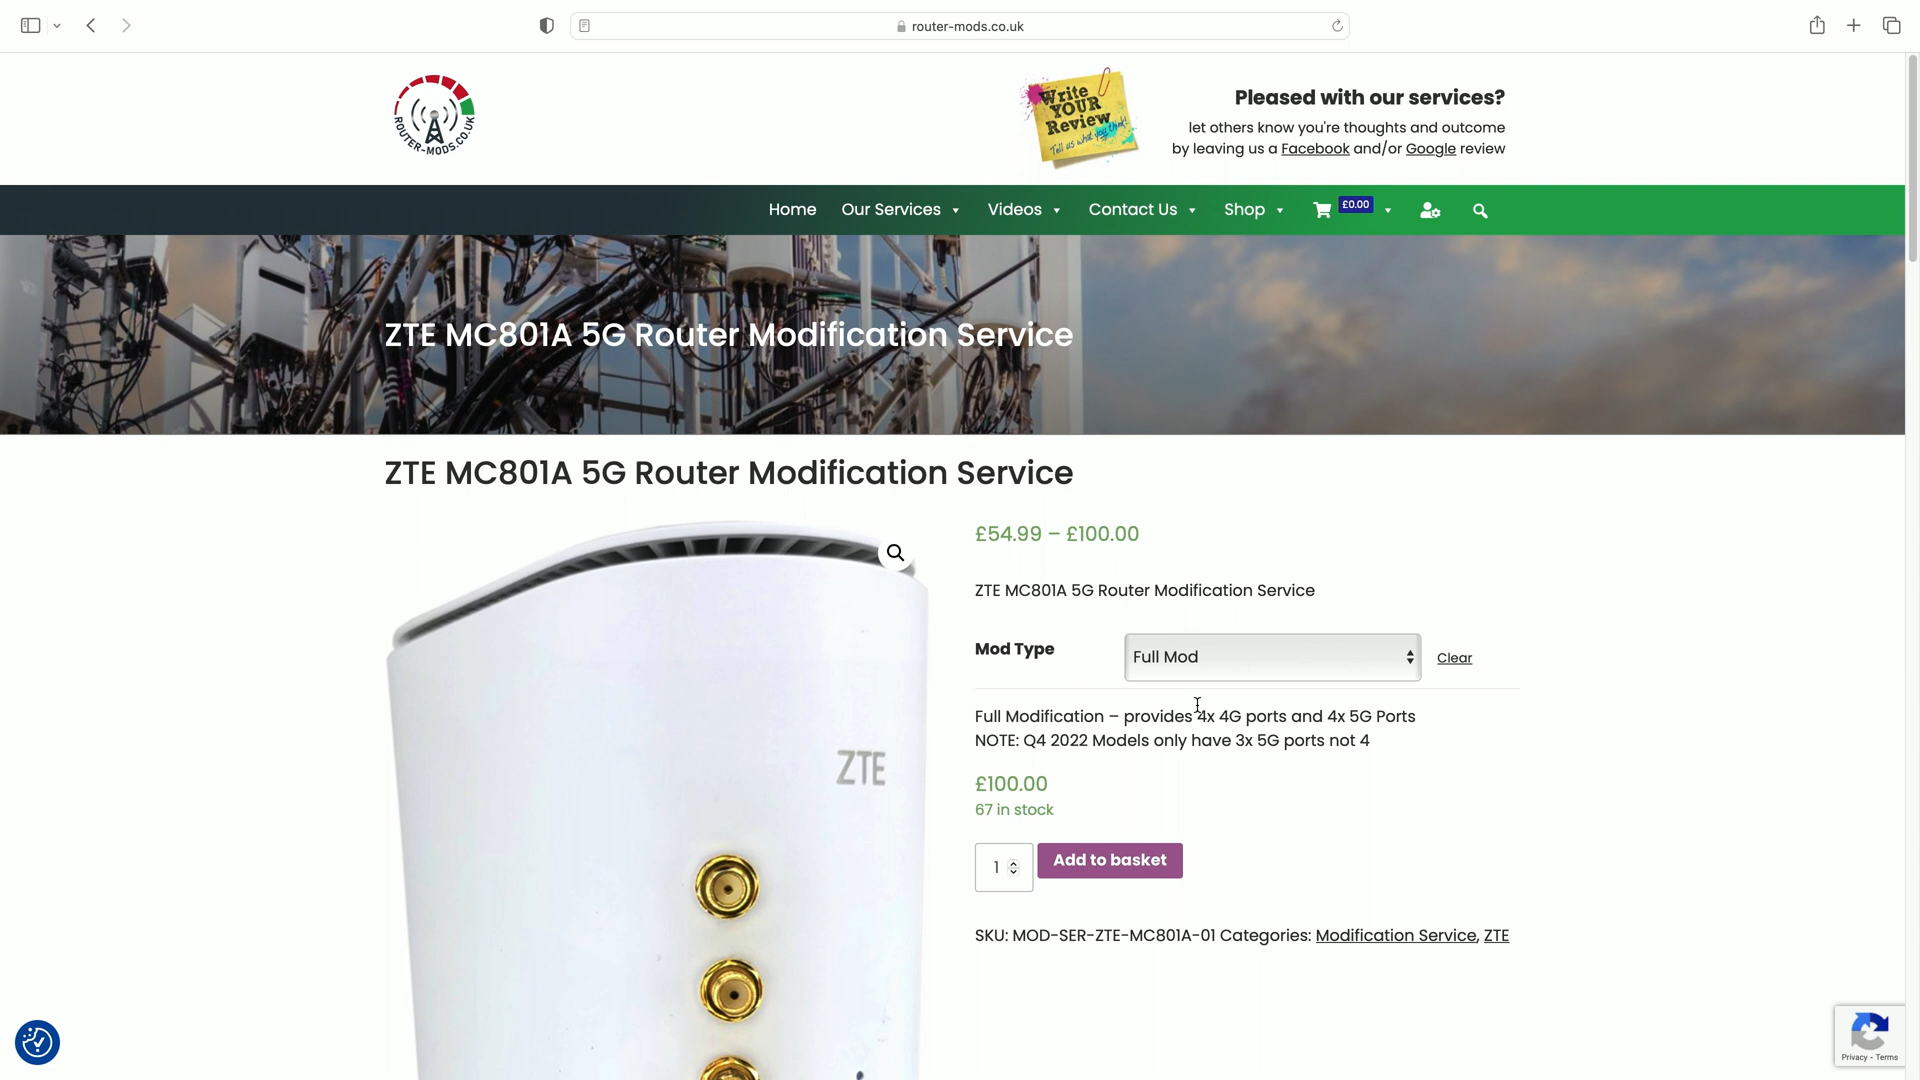 router-mods.co.uk
ROUTER-MODS.CO.UK
Write
YOUR
Review
Tell us what you think!
Pleased with our services?
let others know you're thoughts and outcome
by leaving us a Facebook and/or Google review
Home Our Services Videos Contact Us Shop £0.00
ZTE MC801A 5G Router Modification Service
ZTE MC801A 5G Router Modification Service
£54.99 – £100.00
ZTE MC801A 5G Router Modification Service
Mod Type Full Mod Clear
Full Modification – provides 4x 4G ports and 4x 5G Ports
NOTE: Q4 2022 Models only have 3x 5G ports not 4
ZTE
£100.00
67 in stock
1 Add to basket
SKU: MOD-SER-ZTE-MC801A-01 Categories: Modification Service, ZTE
Privacy - Terms